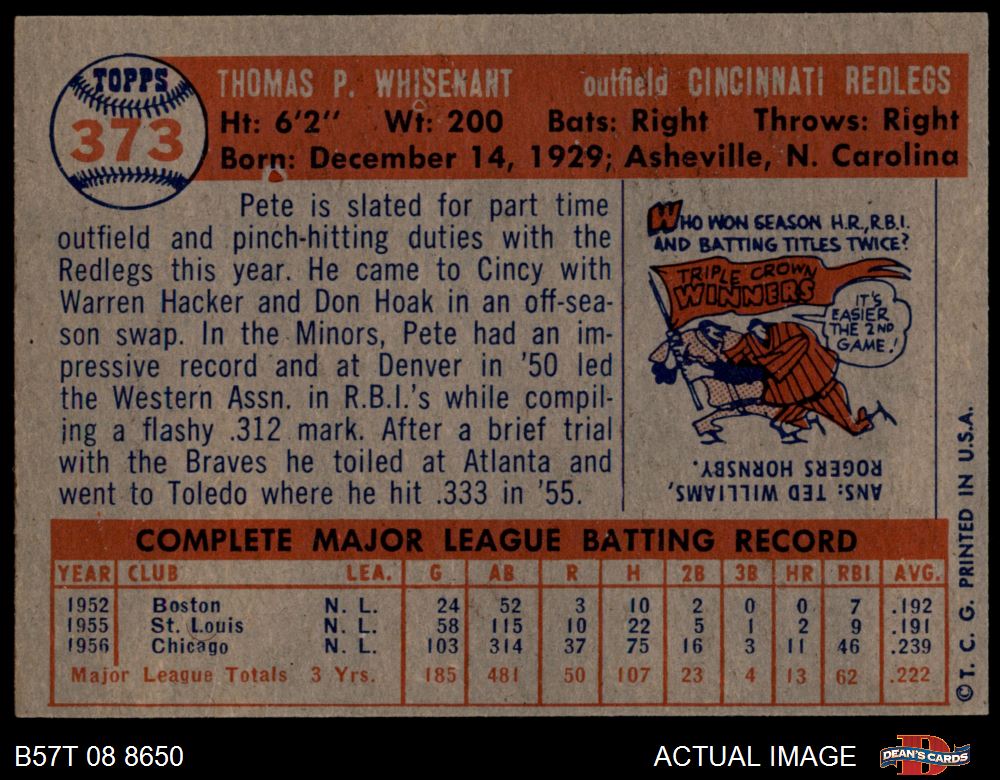 TOPPS
373
THOMAS P. WHISENANT outfield CINCINNATI REDLEGS
Ht: 6'2" Wt: 200 Bats: Right Throws: Right
Born: December 14, 1929; Asheville, N. Carolina
Pete is slated for part time
outfield and pinch-hitting duties with the
Redlegs this year. He came to Cincy with
Warren Hacker and Don Hoak in an off-sea-
son swap. In the Minors, Pete had an im-
pressive record and at Denver in '50 led
the Western Assn. in R.B.I.'s while compil-
ing a flashy .312 mark. After a brief trial
with the Braves he toiled at Atlanta and
went to Toledo where he hit .333 in '55.
WHO WON SEASON H.R., R.B.I.
AND BATTING TITLES TWICE?
TRIPLE CROWN
WINNERS
IT'S
EASIER
THE 2ND
GAME!
ANS: TED WILLIAMS,
ROGERS HORNSBY.
COMPLETE MAJOR LEAGUE BATTING RECORD
YEAR CLUB LEA. G AB R H 2B 3B HR RBI AVG.
1952 Boston N. L. 24 52 3 10 2 0 0 7 .192
1955 St. Louis N. L. 58 115 10 22 5 1 2 9 .191
1956 Chicago N. L. 103 314 37 75 16 3 11 46 .239
Major League Totals 3 Yrs. 185 481 50 107 23 4 13 62 .222
© T. C. G. PRINTED IN U.S.A.
B57T 08 8650 ACTUAL IMAGE DEAN'S CARDS